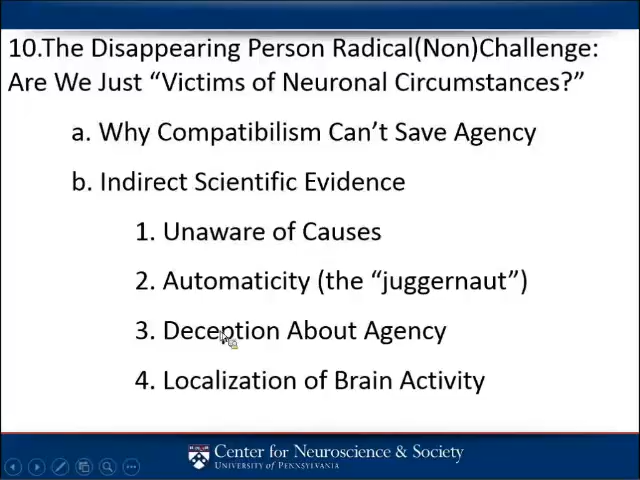 10.The Disappearing Person Radical(Non)Challenge:
Are We Just “Victims of Neuronal Circumstances?”
a. Why Compatibilism Can’t Save Agency
b. Indirect Scientific Evidence
1. Unaware of Causes
2. Automaticity (the “juggernaut”)
3. Deception About Agency
4. Localization of Brain Activity
Center for Neuroscience & Society
UNIVERSITY OF PENNSYLVANIA